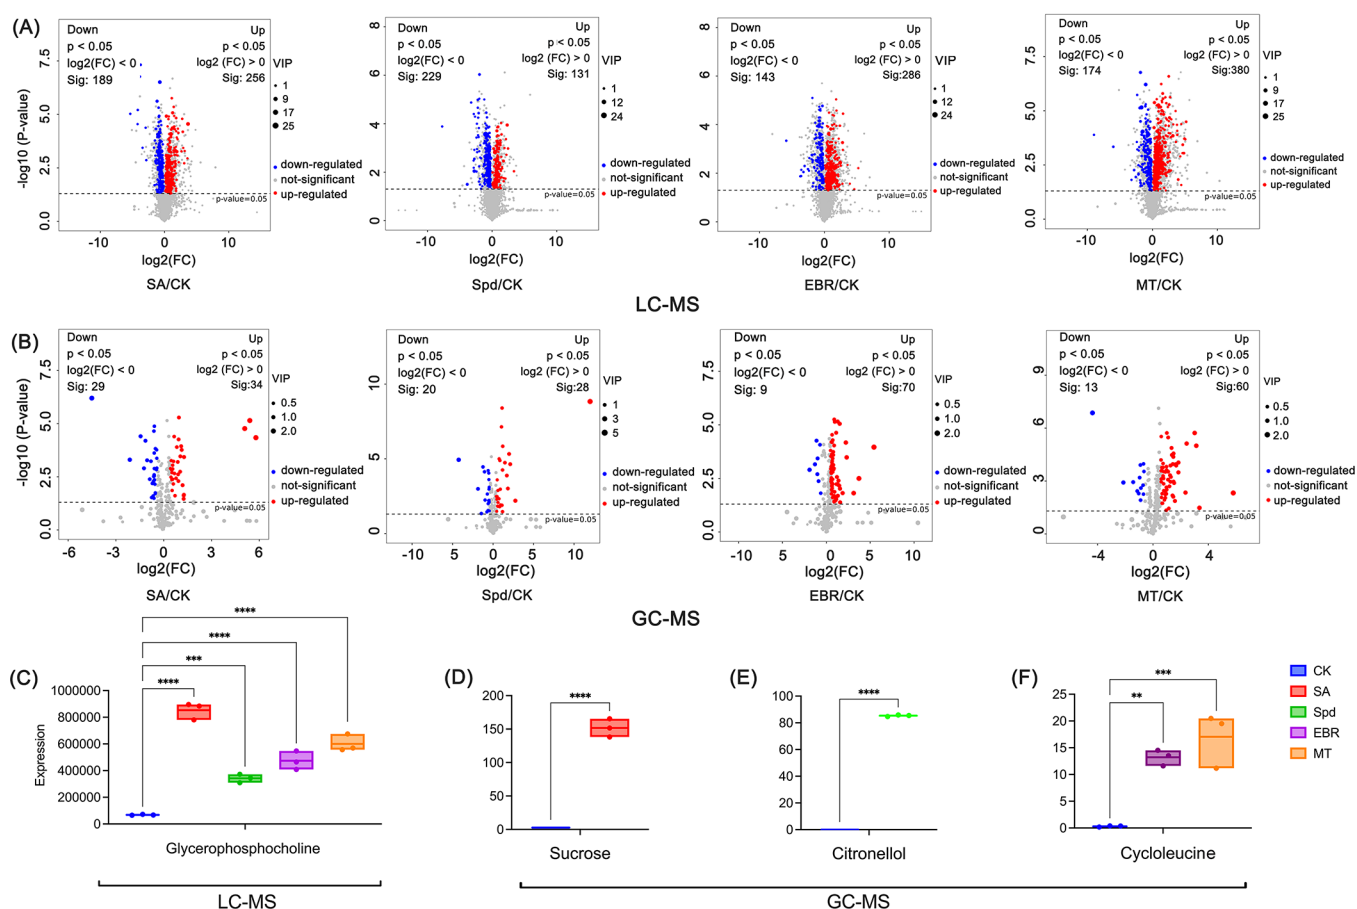 (A)
-log10 (P-value)
7.5
5.0
2.5
0.0
Down
p < 0.05
log2(FC) < 0
Sig: 189
Up
p < 0.05
log2 (FC) > 0
Sig: 256
p-value=0.05
-10
0
10
log2(FC)
SA/CK
VIP
1
9
17
25
down-regulated
not-significant
up-regulated
8
6
4
2
0
Down
p < 0.05
log2(FC) < 0
Sig: 229
Up
p < 0.05
log2 (FC) > 0
Sig: 131
p-value=0.05
-10
0
10
log2(FC)
Spd/CK
VIP
1
12
24
down-regulated
not-significant
up-regulated
8
6
4
2
0
Down
p < 0.05
log2(FC) < 0
Sig: 143
Up
p < 0.05
log2 (FC) > 0
Sig:286
p-value=0.05
-10
0
10
log2(FC)
EBR/CK
VIP
1
12
24
down-regulated
not-significant
up-regulated
7.5
5.0
2.5
0.0
Down
p < 0.05
log2(FC) < 0
Sig: 174
Up
p < 0.05
log2 (FC) > 0
Sig:380
p-value=0.05
-10
0
10
log2(FC)
MT/CK
VIP
1
9
17
25
down-regulated
not-significant
up-regulated
LC-MS
(B)
-log10 (P-value)
7.5
5.0
2.5
0.0
Down
p < 0.05
log2(FC) < 0
Sig: 29
Up
p < 0.05
log2 (FC) > 0
Sig:34
p-value=0.05
-6
-3
0
3
6
log2(FC)
SA/CK
VIP
0.5
1.0
2.0
down-regulated
not-significant
up-regulated
10
5
0
Down
p < 0.05
log2(FC) < 0
Sig: 20
Up
p < 0.05
log2 (FC) > 0
Sig:28
p-value=0.05
-5
0
5
10
log2(FC)
Spd/CK
VIP
1
3
5
down-regulated
not-significant
up-regulated
7.5
5.0
2.5
0.0
Down
p < 0.05
log2(FC) < 0
Sig: 9
Up
p < 0.05
log2 (FC) > 0
Sig:70
p-value=0.05
-10
-5
0
5
10
log2(FC)
EBR/CK
VIP
0.5
1.0
2.0
down-regulated
not-significant
up-regulated
9
6
3
0
Down
p < 0.05
log2(FC) < 0
Sig: 13
Up
p < 0.05
log2 (FC) > 0
Sig:60
p-value=0.05
-4
0
4
log2(FC)
MT/CK
VIP
0.5
1.0
2.0
down-regulated
not-significant
up-regulated
GC-MS
(C)
Expression
1000000
800000
600000
400000
200000
0
****
****
***
****
Glycerophosphocholine
LC-MS
(D)
200
150
100
50
0
****
Sucrose
(E)
100
80
60
40
20
0
****
Citronellol
(F)
25
20
15
10
5
0
***
**
Cycloleucine
GC-MS
CK
SA
Spd
EBR
MT